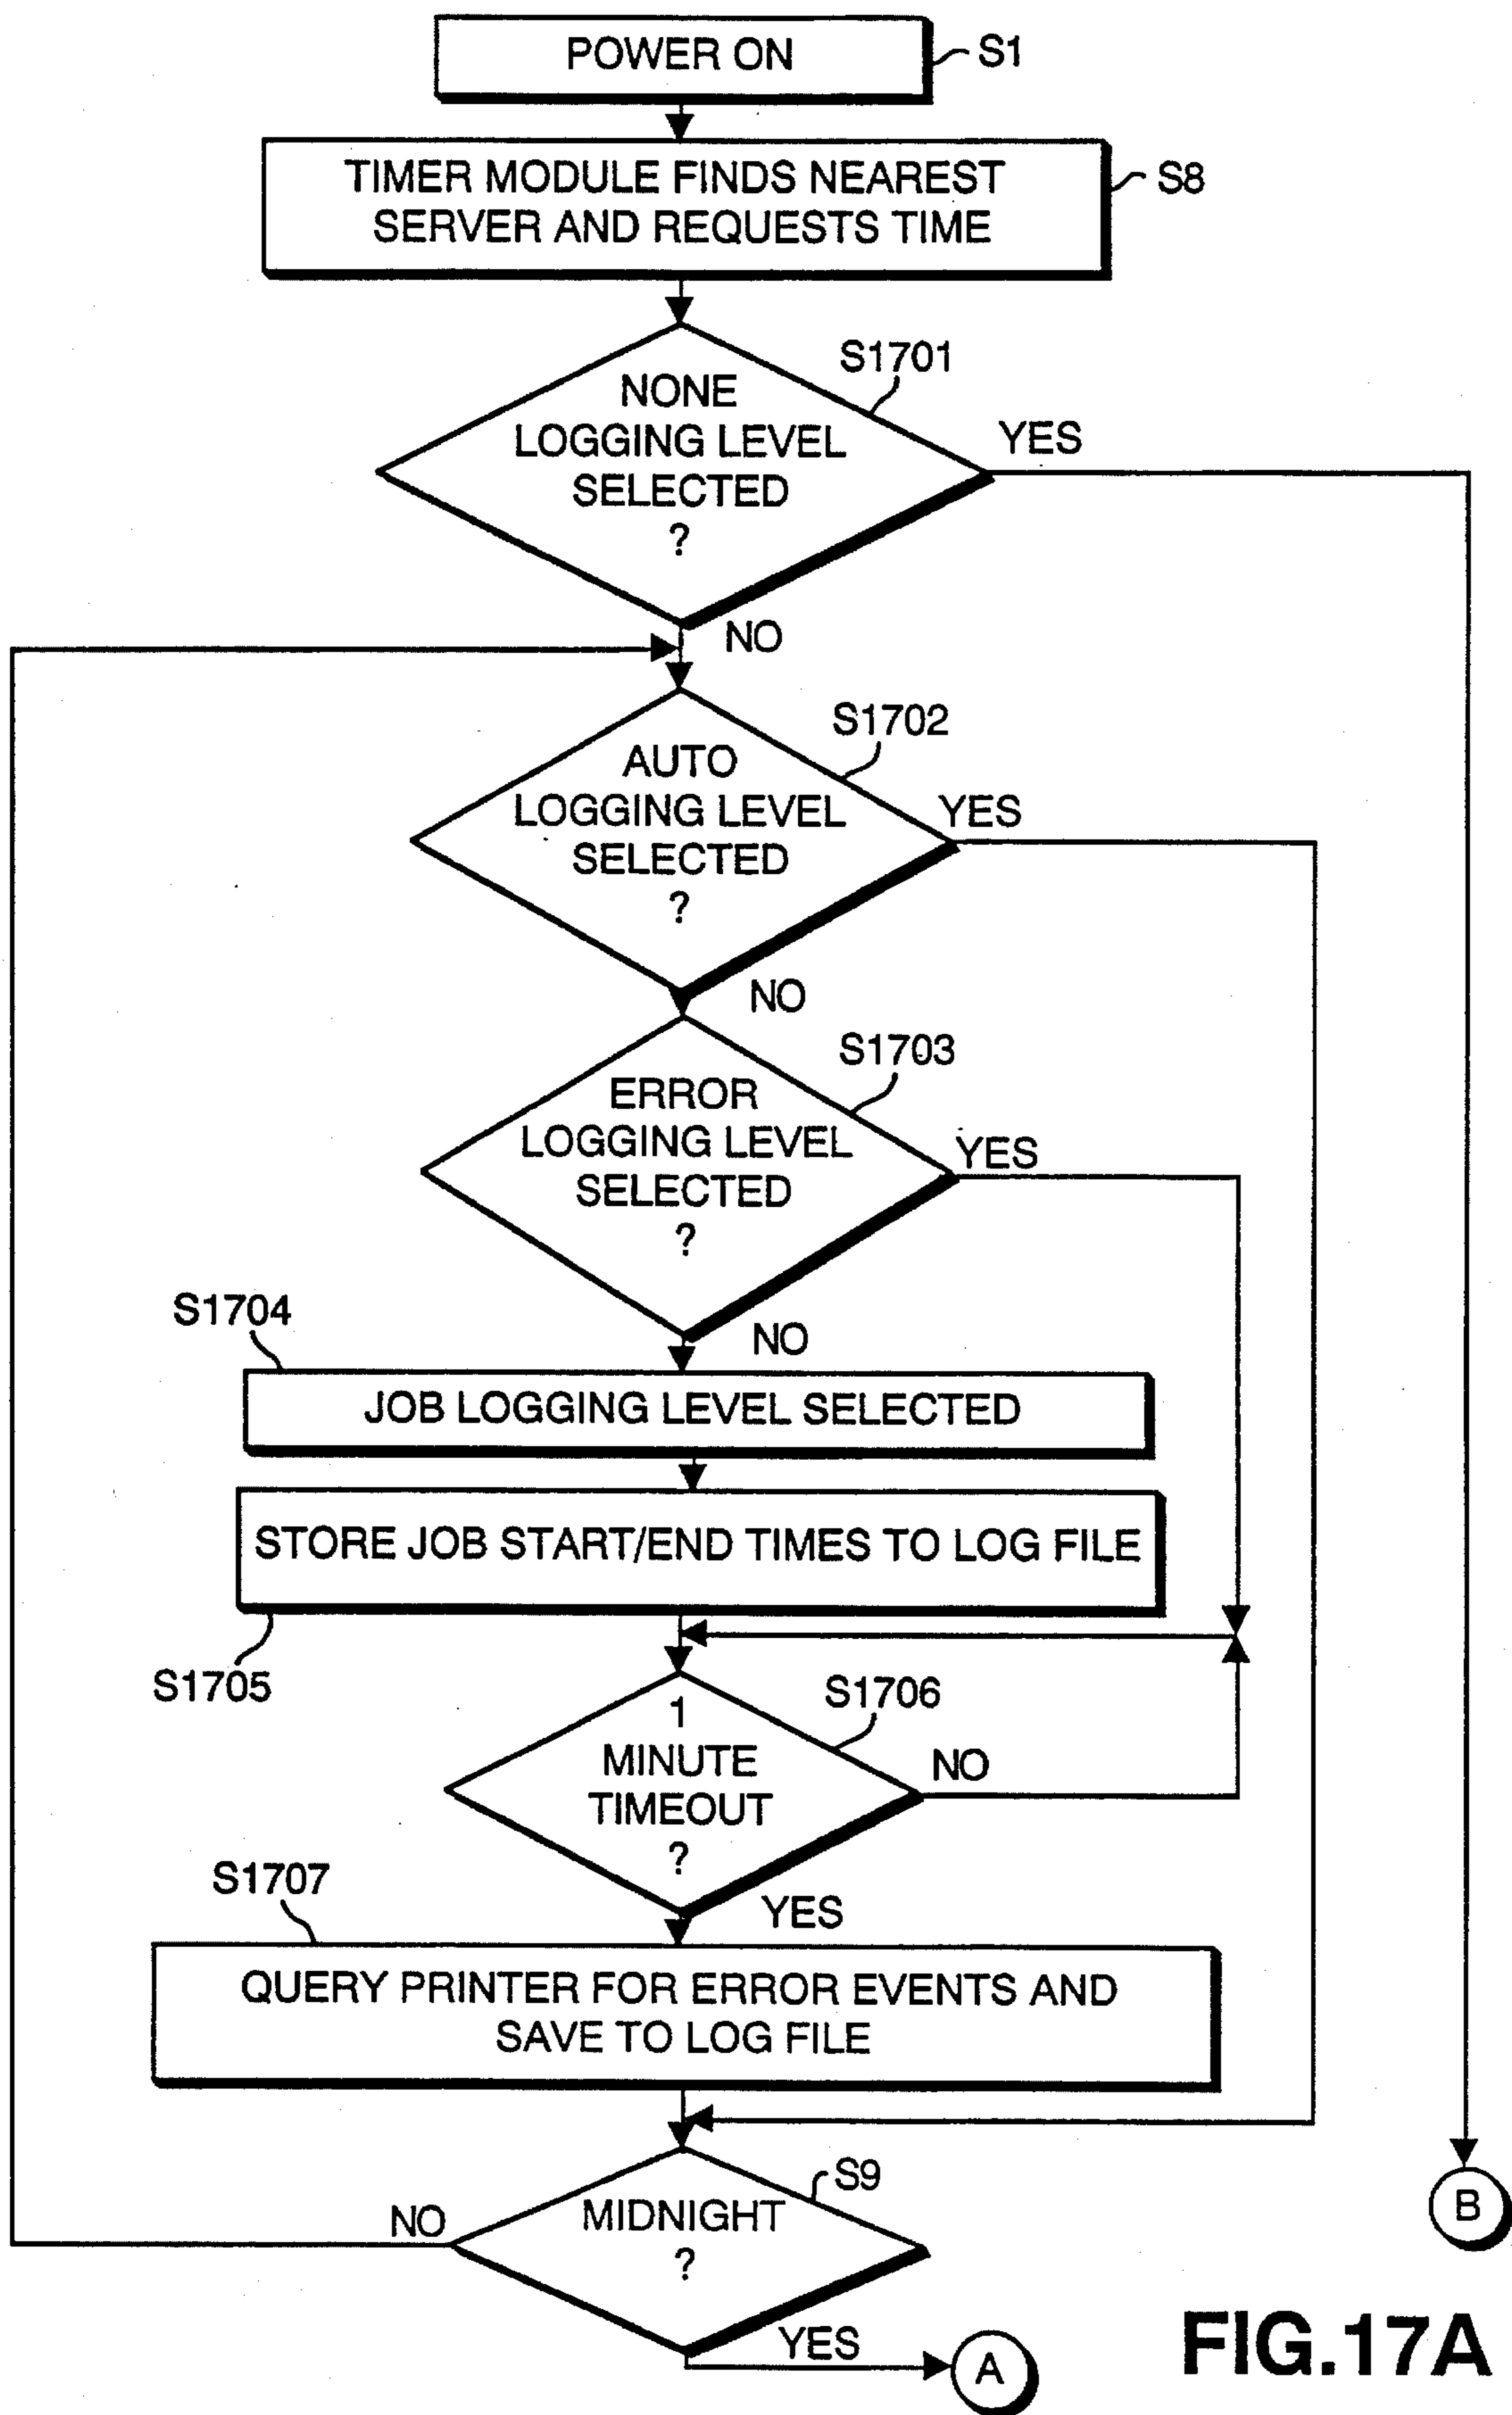 POWER ON
S1
TIMER MODULE FINDS NEAREST
SERVER AND REQUESTS TIME
S8
S1701
NONE
LOGGING LEVEL
SELECTED
?
YES
NO
S1702
AUTO
LOGGING LEVEL
SELECTED
?
YES
NO
S1703
ERROR
LOGGING LEVEL
SELECTED
?
YES
NO
S1704
JOB LOGGING LEVEL SELECTED
STORE JOB START/END TIMES TO LOG FILE
S1705
S1706
1
MINUTE
TIMEOUT
?
NO
YES
S1707
QUERY PRINTER FOR ERROR EVENTS AND
SAVE TO LOG FILE
S9
MIDNIGHT
?
NO
YES
A
B
FIG.17A